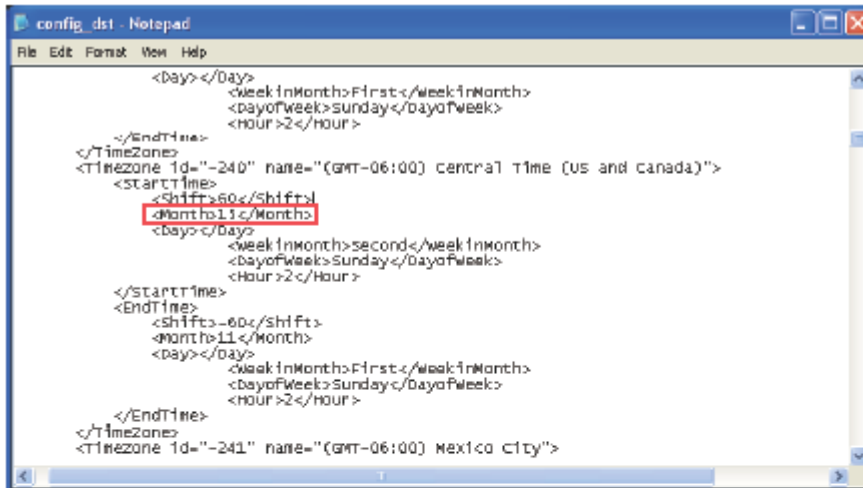 config_dst - Notepad
File Edit Format View Help
<Day></Day>
<WeekinMonth>First</WeekinMonth>
<DayofWeek>Sunday</DayofWeek>
<Hour>2</Hour>
</EndTime>
</TimeZone>
<TimeZone id="-240" name="(GMT-06:00) Central Time (US and Canada)">
<StartTime>
<Shift>60</Shift>
<Month>13</Month>
<Day></Day>
<WeekinMonth>Second</WeekinMonth>
<DayofWeek>Sunday</DayofWeek>
<Hour>2</Hour>
</StartTime>
<EndTime>
<Shift>-60</Shift>
<Month>11</Month>
<Day></Day>
<WeekinMonth>First</WeekinMonth>
<DayofWeek>Sunday</DayofWeek>
<Hour>2</Hour>
</EndTime>
</TimeZone>
<TimeZone id="-241" name="(GMT-06:00) Mexico City">